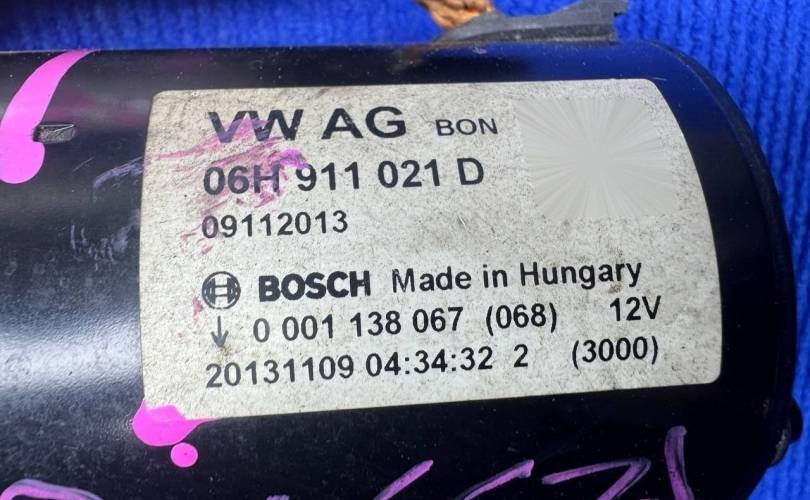 VW AG BON
06H 911 021 D
09112013
BOSCH Made in Hungary
↓ 0 001 138 067 (068) 12V
20131109 04:34:32 2 (3000)